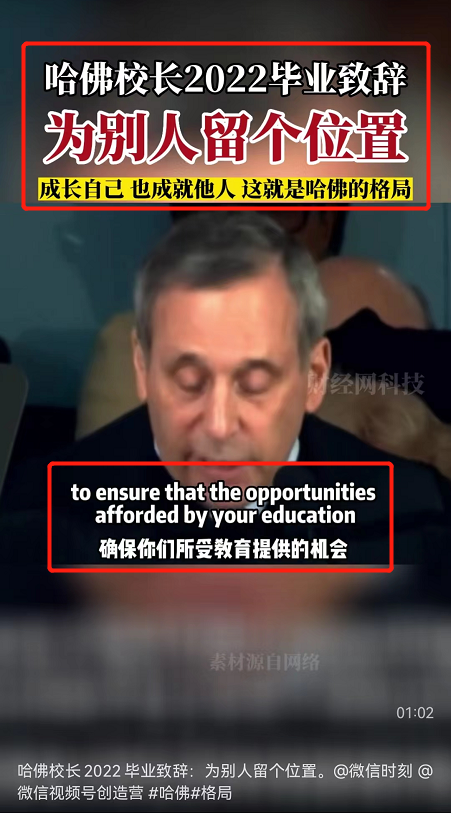 哈佛校长2022毕业致辞
为别人留个位置
成长自己 也成就他人 这就是哈佛的格局
财经网科技
to ensure that the opportunities
afforded by your education
确保你们所受教育提供的机会
素材源自网络
01:02
哈佛校长 2022 毕业致辞：为别人留个位置。@微信时刻 @
微信视频号创造营 #哈佛#格局